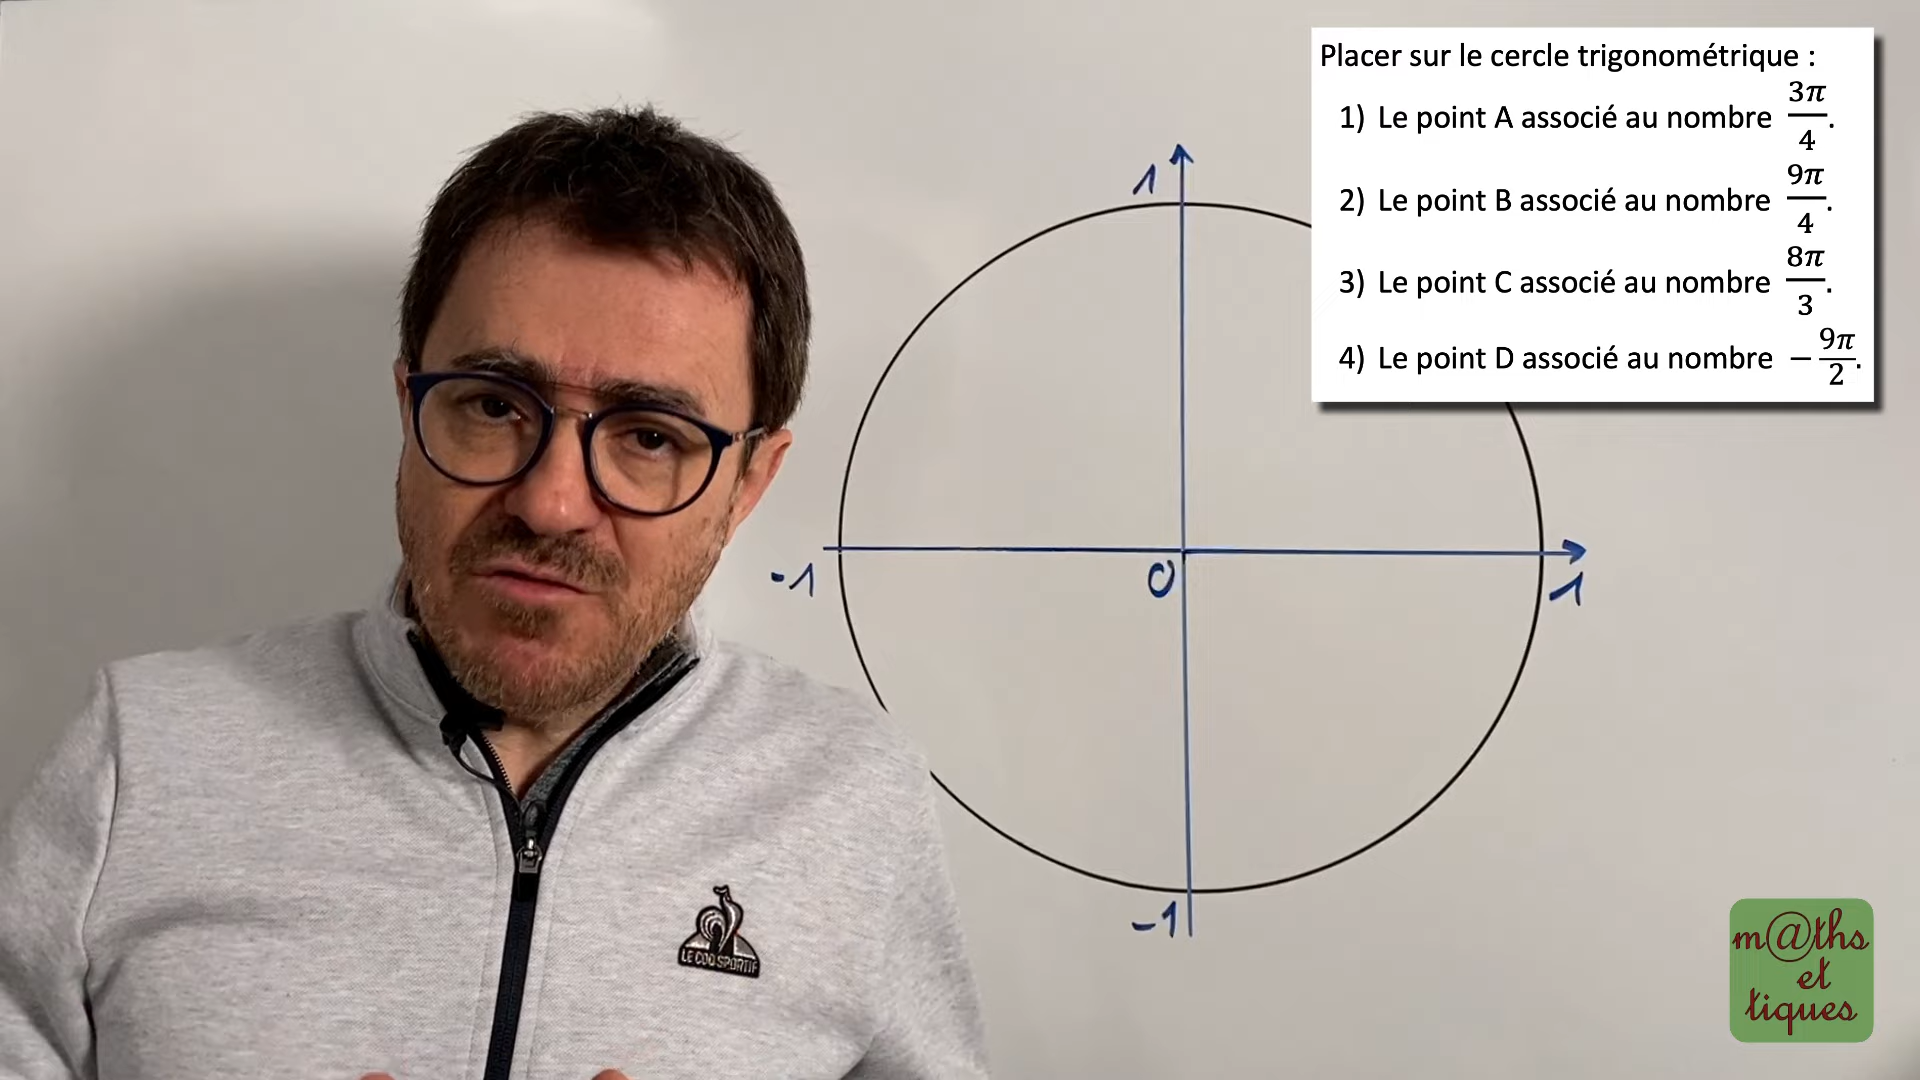 Placer sur le cercle trigonométrique :
1) Le point A associé au nombre 3π/4.
2) Le point B associé au nombre 9π/4.
3) Le point C associé au nombre 8π/3.
4) Le point D associé au nombre −9π/2.
1
-1
O
1
-1
LE COQ SPORTIF
m@ths
et
tiques